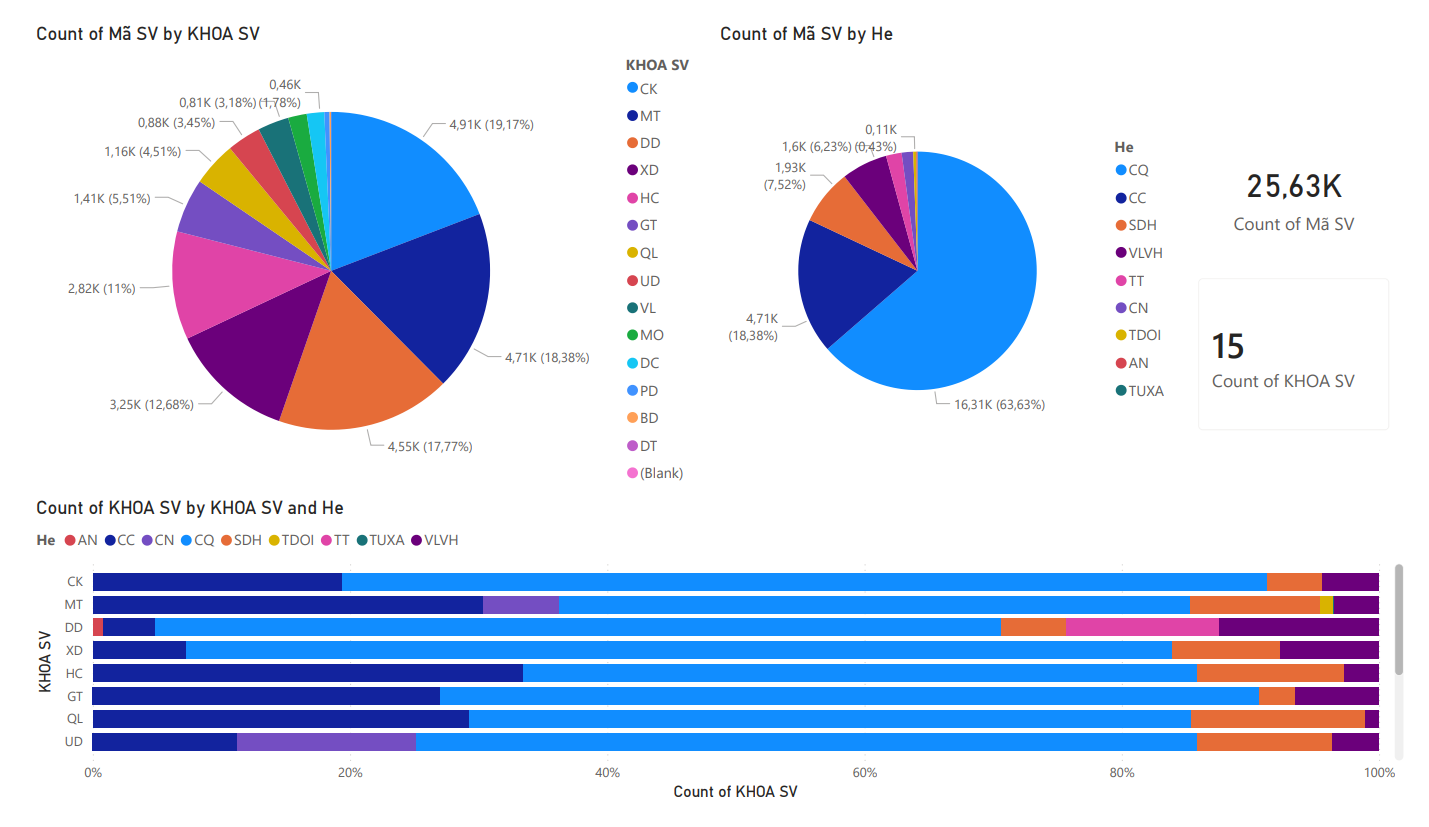 Count of Mã SV by KHOA SV
0,46K
0,81K (3,18%) (1,78%)
0,88K (3,45%)
1,16K (4,51%)
1,41K (5,51%)
2,82K (11%)
3,25K (12,68%)
4,91K (19,17%)
4,71K (18,38%)
4,55K (17,77%)
KHOA SV
CK
MT
DD
XD
HC
GT
QL
UD
VL
MO
DC
PD
BD
DT
(Blank)
Count of Mã SV by He
0,11K
1,6K (6,23%) (0,43%)
1,93K
(7,52%)
4,71K
(18,38%)
16,31K (63,63%)
He
CQ
CC
SDH
VLVH
TT
CN
TDOI
AN
TUXA
25,63K
Count of Mã SV
15
Count of KHOA SV
Count of KHOA SV by KHOA SV and He
He AN CC CN CQ SDH TDOI TT TUXA VLVH
KHOA SV
CK
MT
DD
XD
HC
GT
QL
UD
0% 20% 40% 60% 80% 100%
Count of KHOA SV